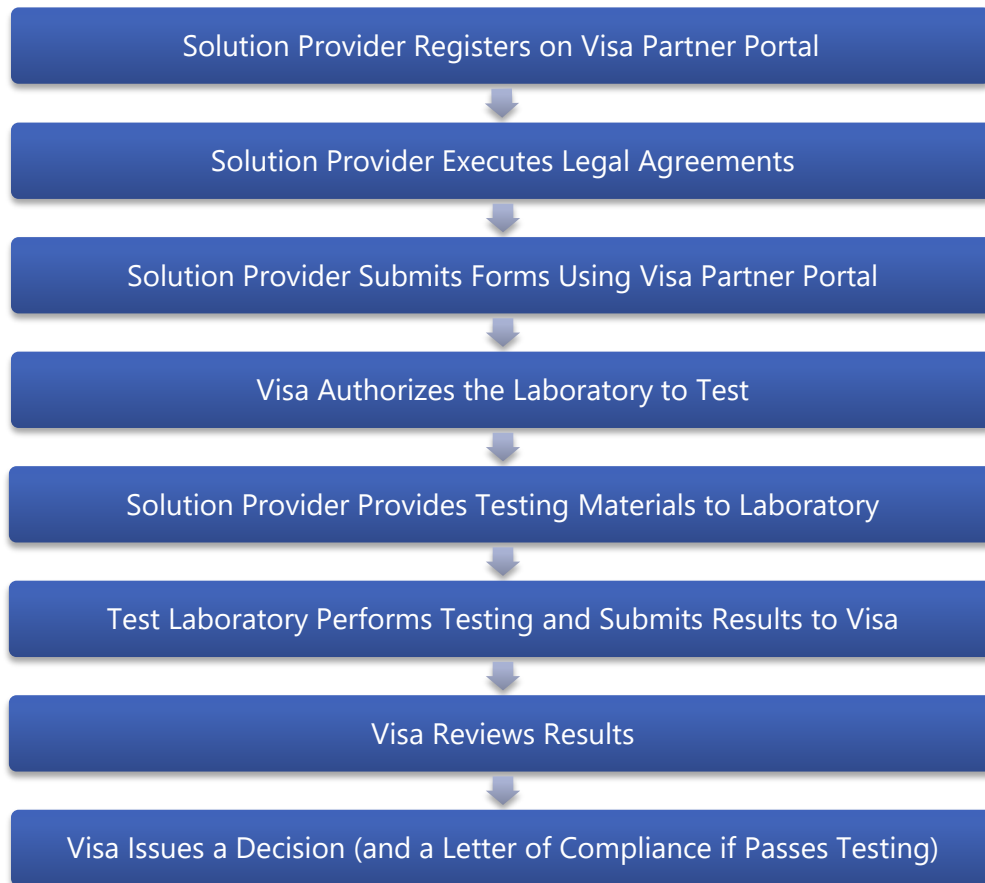 Solution Provider Registers on Visa Partner Portal
Solution Provider Executes Legal Agreements
Solution Provider Submits Forms Using Visa Partner Portal
Visa Authorizes the Laboratory to Test
Solution Provider Provides Testing Materials to Laboratory
Test Laboratory Performs Testing and Submits Results to Visa
Visa Reviews Results
Visa Issues a Decision (and a Letter of Compliance if Passes Testing)